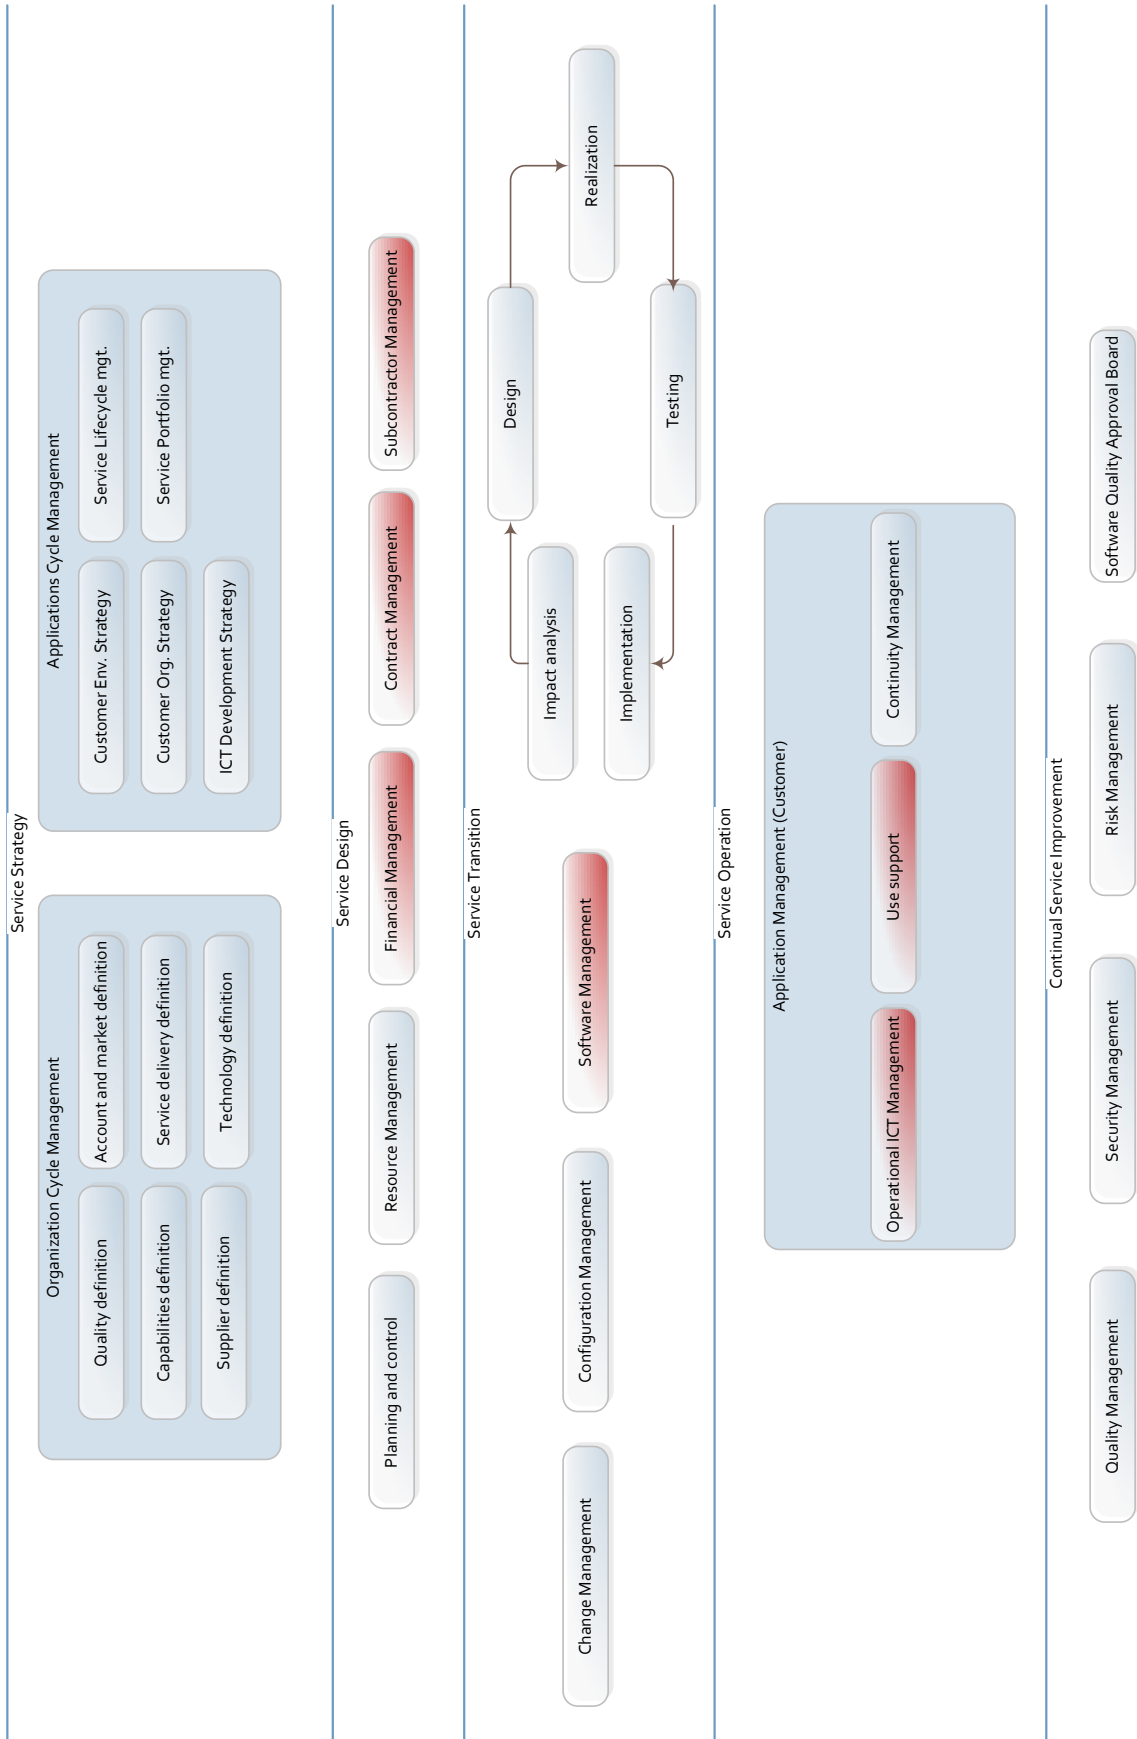 Service Strategy
Organization Cycle Management
Quality definition
Account and market definition
Capabilities definition
Service delivery definition
Supplier definition
Technology definition
Applications Cycle Management
Customer Env. Strategy
Service Lifecycle mgt.
Customer Org. Strategy
Service Portfolio mgt.
ICT Development Strategy
Service Design
Planning and control
Resource Management
Financial Management
Contract Management
Subcontractor Management
Service Transition
Change Management
Configuration Management
Software Management
Impact analysis
Design
Realization
Testing
Implementation
Service Operation
Application Management (Customer)
Operational ICT Management
Use support
Continuity Management
Continual Service Improvement
Quality Management
Security Management
Risk Management
Software Quality Approval Board